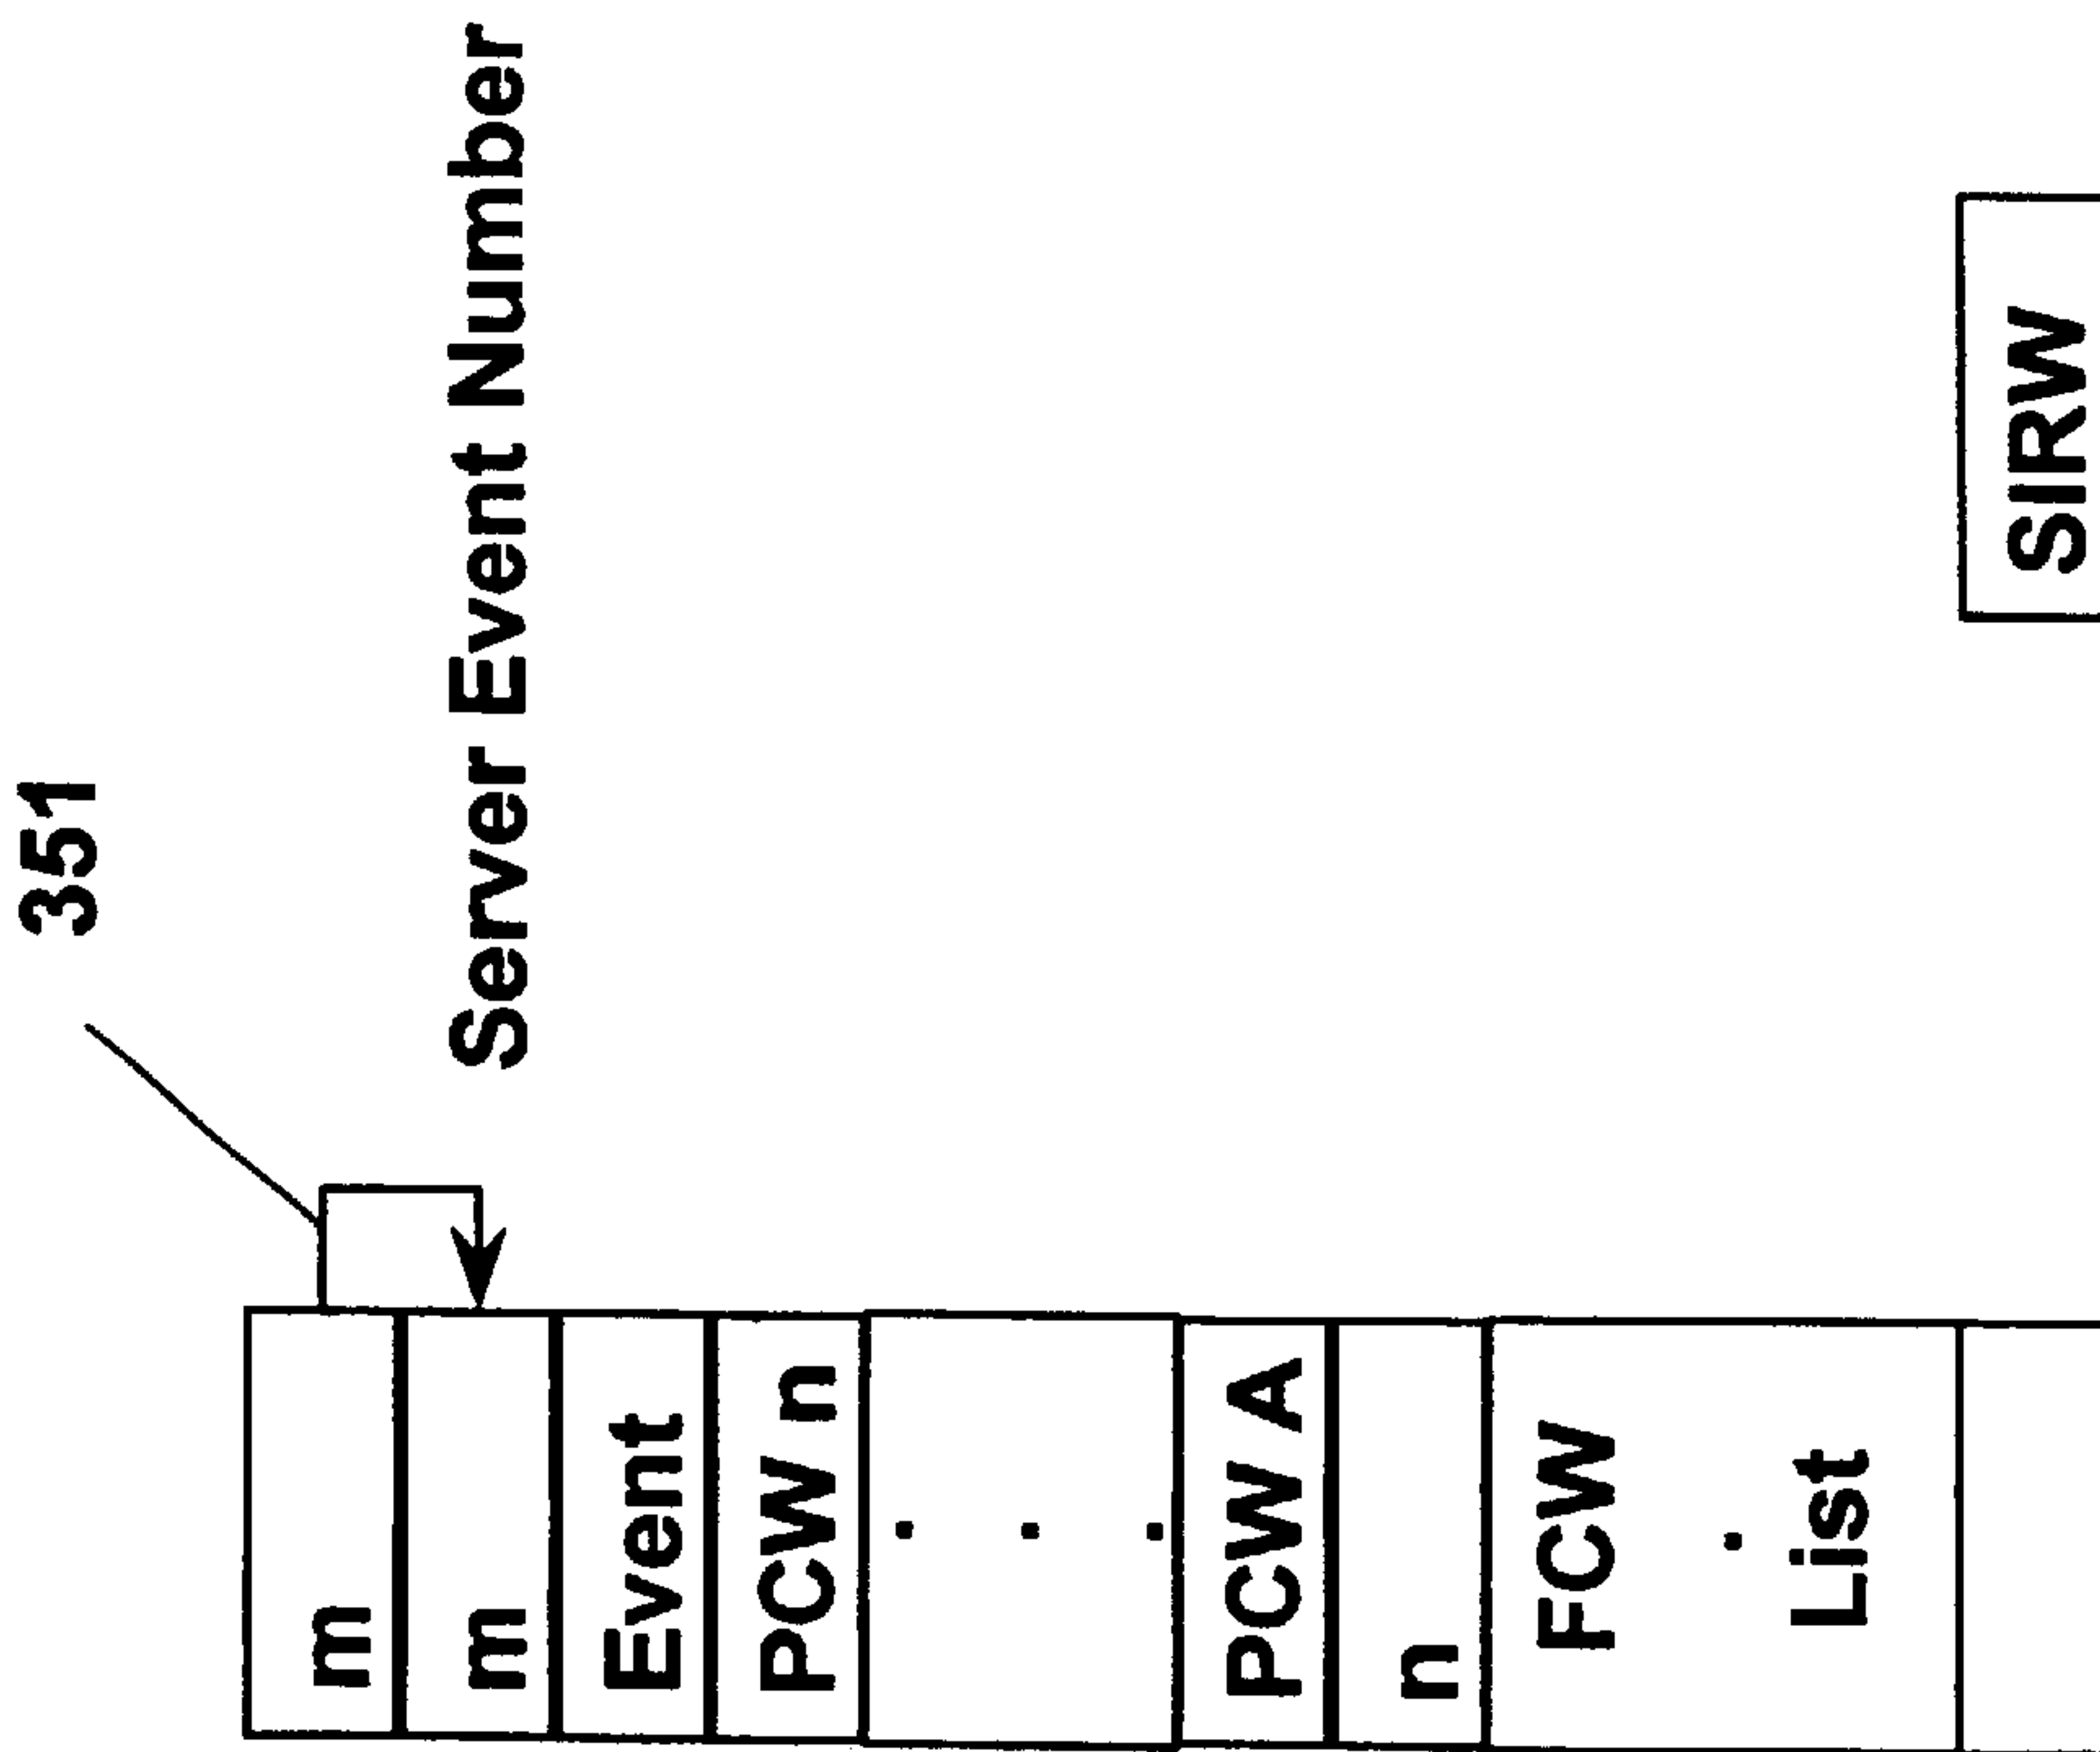 351
m
m Server Event Number
Event
PCW n
.
.
.
PCW A
n
FCW
.
List
SIRW